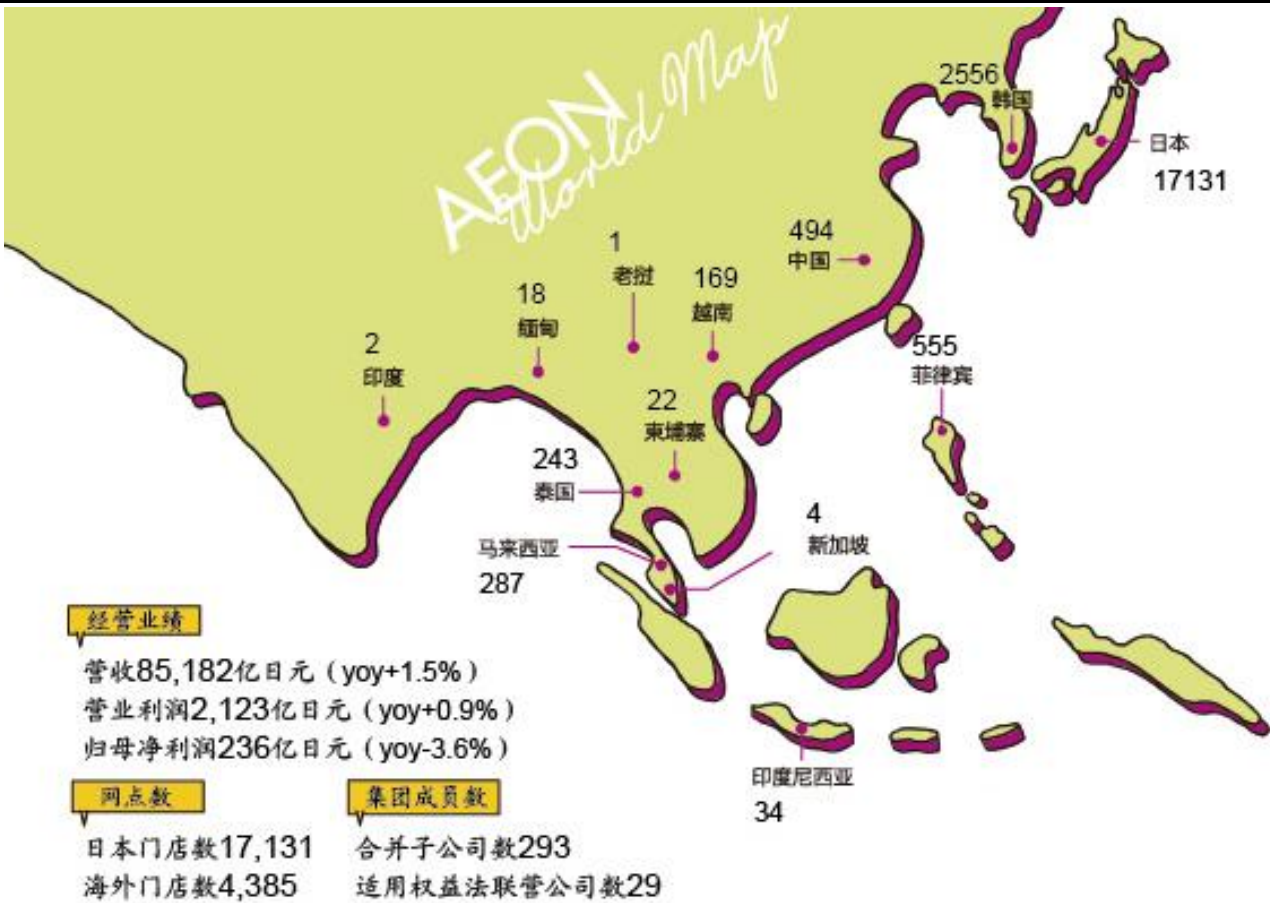 AEON
World Map
2556
韩国
日本
17131
494
中国
1
老挝
169
越南
18
缅甸
2
印度
555
菲律宾
22
柬埔寨
243
泰国
4
新加坡
马来西亚
287
经营业绩
营收85,182亿日元（yoy+1.5%）
营业利润2,123亿日元（yoy+0.9%）
归母净利润236亿日元（yoy-3.6%）
印度尼西亚
34
网点数
集团成员数
日本门店数17,131
合并子公司数293
海外门店数4,385
适用权益法联营公司数29